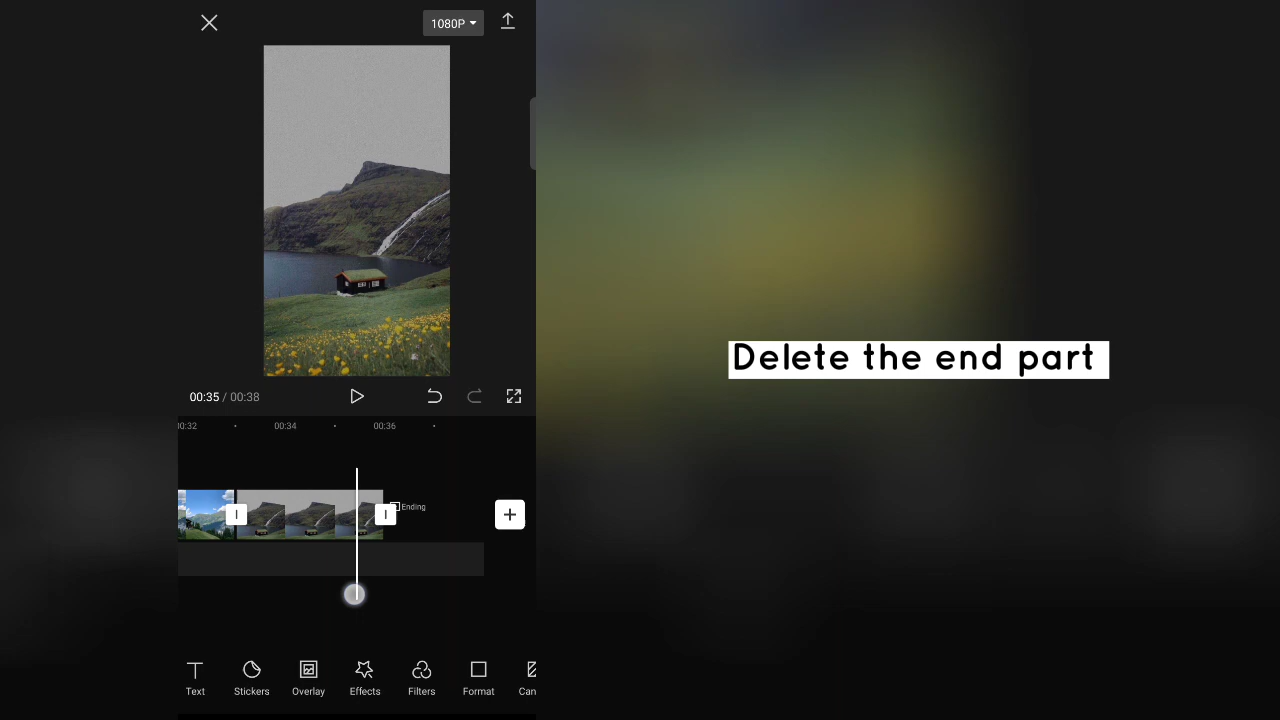 1080P
00:35 / 00:38
0:32
00:34
00:36
Ending
Text
Stickers
Overlay
Effects
Filters
Format
Can
Delete the end part